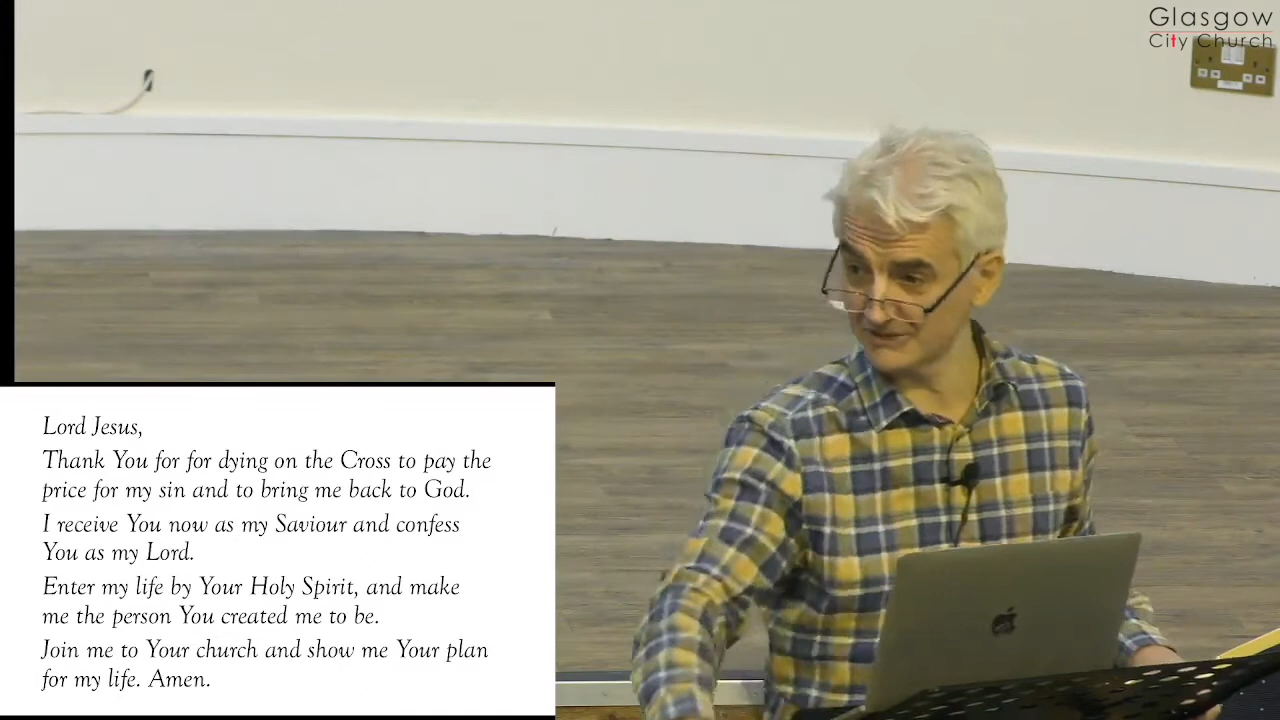 Glasgow
City Church
Lord Jesus,
Thank You for for dying on the Cross to pay the
price for my sin and to bring me back to God.
I receive You now as my Saviour and confess
You as my Lord.
Enter my life by Your Holy Spirit, and make
me the person You created me to be.
Join me to Your church and show me Your plan
for my life. Amen.